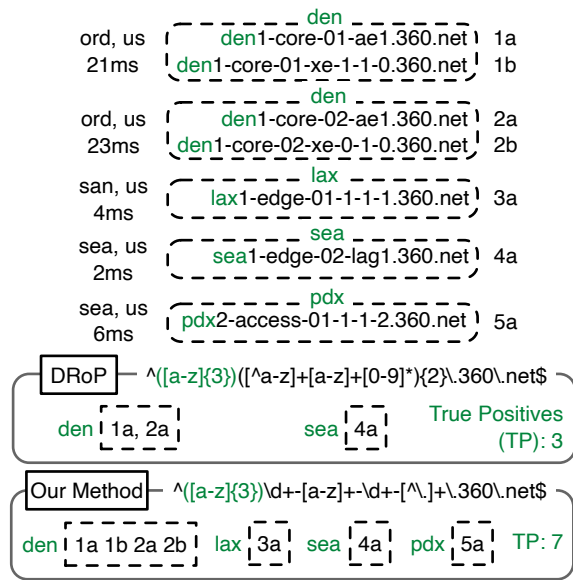 den
ord, us den1-core-01-ae1.360.net 1a
21ms den1-core-01-xe-1-1-0.360.net 1b
den
ord, us den1-core-02-ae1.360.net 2a
23ms den1-core-02-xe-0-1-0.360.net 2b
lax
san, us
lax1-edge-01-1-1-1.360.net 3a
4ms
sea
sea, us
sea1-edge-02-lag1.360.net 4a
2ms
pdx
sea, us
pdx2-access-01-1-1-2.360.net 5a
6ms
DRoP ^([a-z]{3})([^a-z]+[a-z]+[0-9]*){2}\.360\.net$
den 1a, 2a sea 4a True Positives
(TP): 3
Our Method ^([a-z]{3})\d+-[a-z]+-\d+-[^\.]+\.360\.net$
den 1a 1b 2a 2b lax 3a sea 4a pdx 5a TP: 7